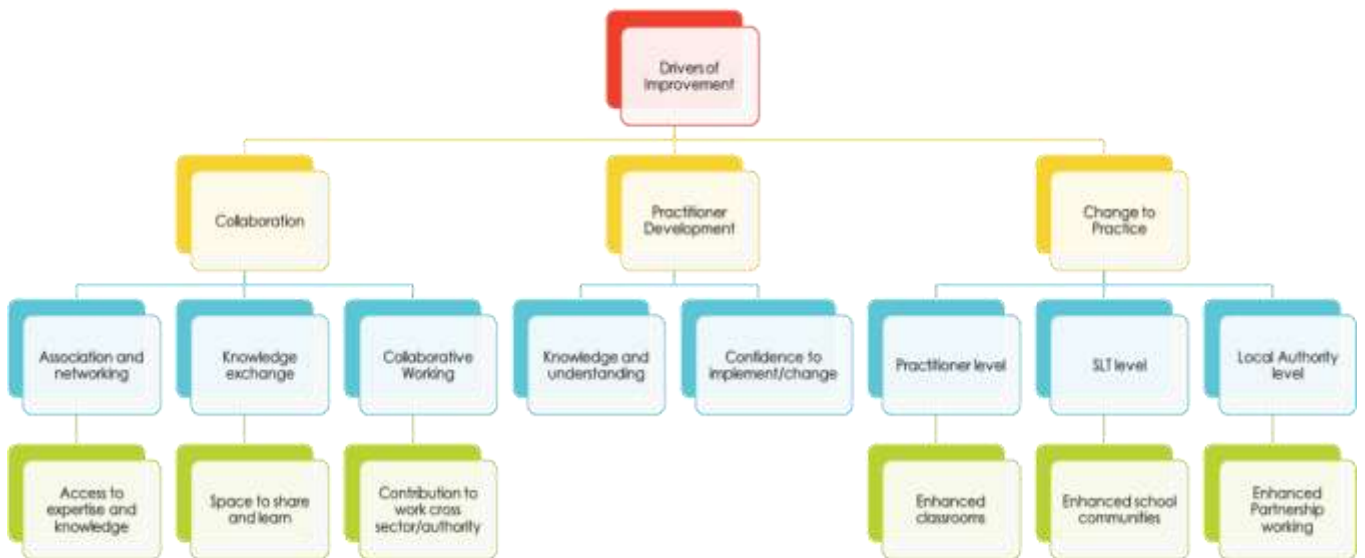 Drivers of
Improvement
Collaboration
Practitioner
Development
Change to
Practice
Association and
networking
Knowledge
exchange
Collaborative
Working
Knowledge and
understanding
Confidence to
implement/change
Practitioner level
SLT level
Local Authority
level
Access to
expertise and
knowledge
Space to share
and learn
Contribution to
work cross
sector/authority
Enhanced
classrooms
Enhanced school
communities
Enhanced
Partnership
working